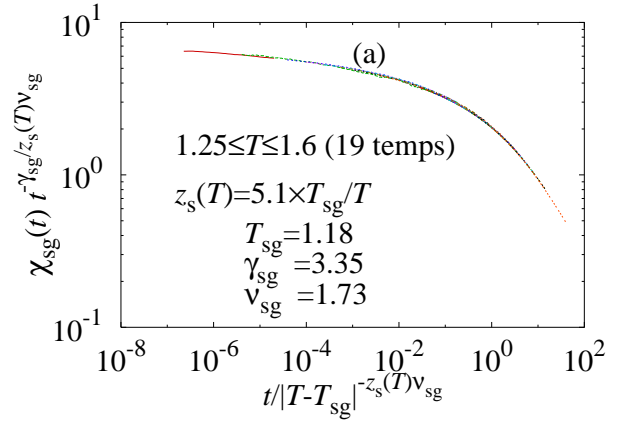 10^1
(a)
χ_sg(t) t^{-γ_sg/z_s(T)ν_sg}
1.25≤T≤1.6 (19 temps)
10^0
z_s(T)=5.1×T_sg/T
T_sg=1.18
γ_sg =3.35
ν_sg =1.73
10^{-1}
10^{-8} 10^{-6} 10^{-4} 10^{-2} 10^0 10^2
t/|T-T_sg|^{-z_s(T)ν_sg}